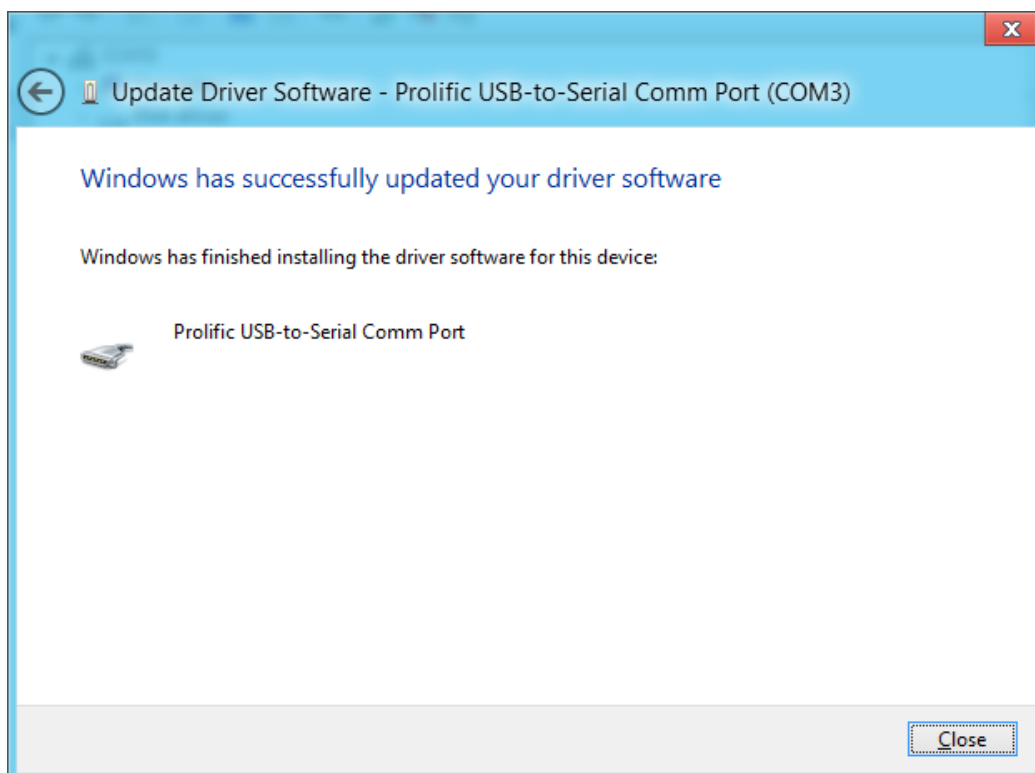 Update Driver Software - Prolific USB-to-Serial Comm Port (COM3)
Windows has successfully updated your driver software
Windows has finished installing the driver software for this device:
Prolific USB-to-Serial Comm Port
Close